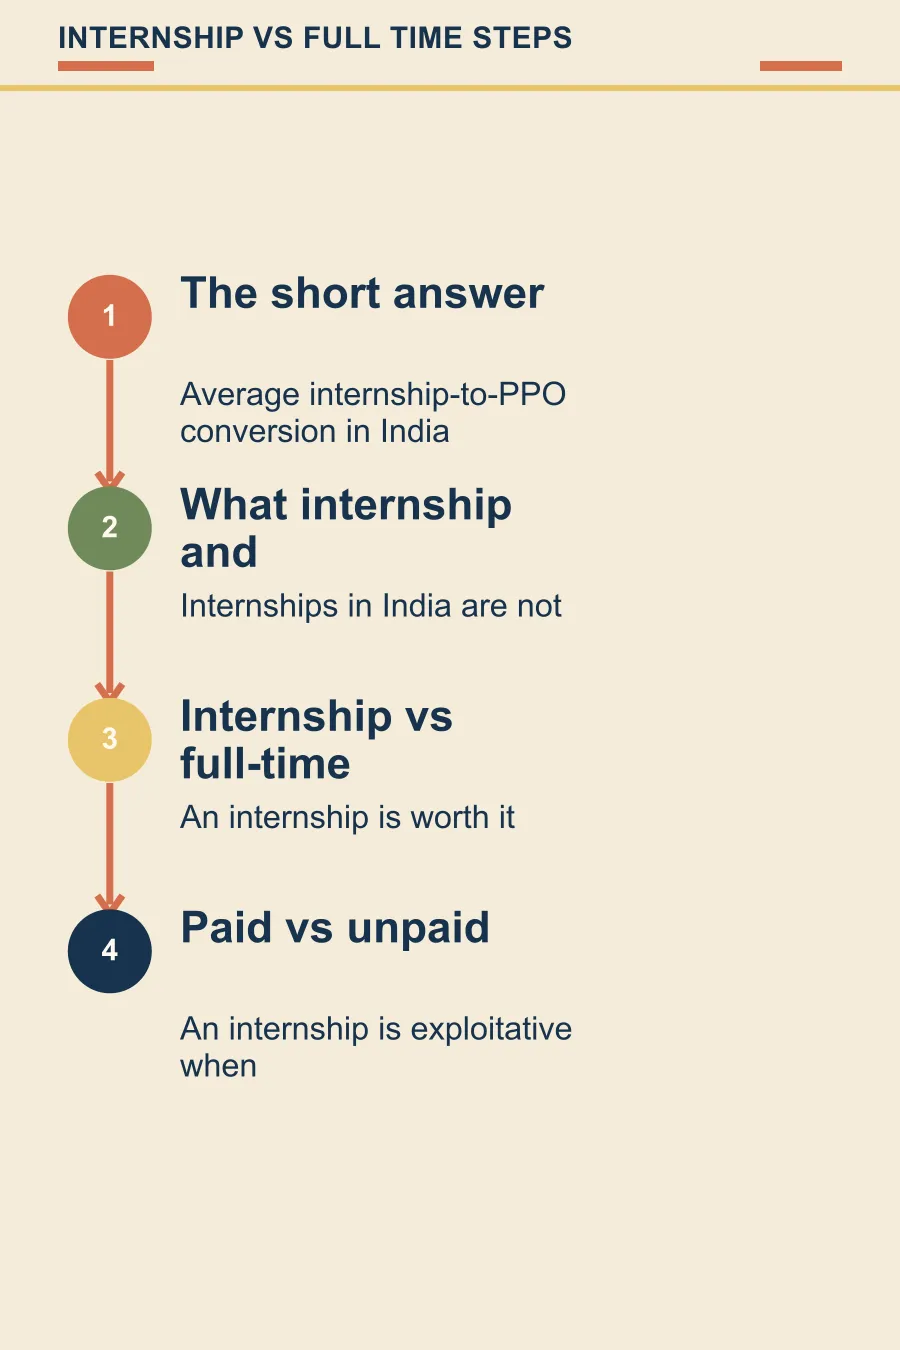 INTERNSHIP VS FULL TIME STEPS
1
The short answer
Average internship-to-PPO
conversion in India
2
What internship
and
Internships in India are not
3
Internship vs
full-time
An internship is worth it
4
Paid vs unpaid
An internship is exploitative
when